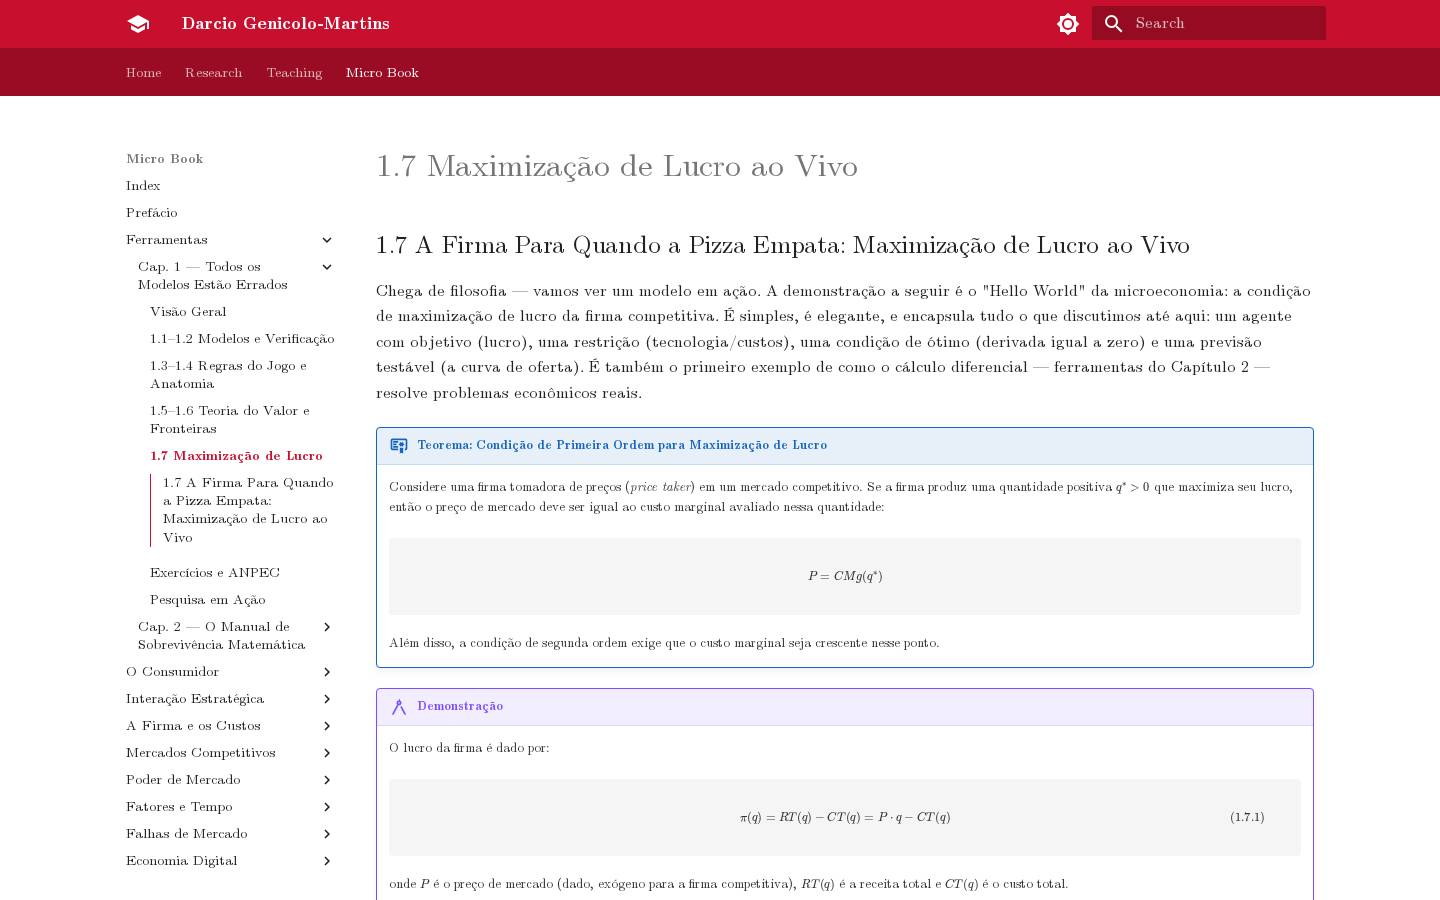 Darcio Genicolo-Martins
Search
Home
Research
Teaching
Micro Book
Micro Book
Index
Prefácio
Ferramentas
Cap. 1 — Todos os
Modelos Estão Errados
Visão Geral
1.1–1.2 Modelos e Verificação
1.3–1.4 Regras do Jogo e
Anatomia
1.5–1.6 Teoria do Valor e
Fronteiras
1.7 Maximização de Lucro
1.7 A Firma Para Quando
a Pizza Empata:
Maximização de Lucro ao
Vivo
Exercícios e ANPEC
Pesquisa em Ação
Cap. 2 — O Manual de
Sobrevivência Matemática
O Consumidor
Interação Estratégica
A Firma e os Custos
Mercados Competitivos
Poder de Mercado
Fatores e Tempo
Falhas de Mercado
Economia Digital
1.7 Maximização de Lucro ao Vivo
1.7 A Firma Para Quando a Pizza Empata: Maximização de Lucro ao Vivo
Chega de filosofia — vamos ver um modelo em ação. A demonstração a seguir é o "Hello World" da microeconomia: a condição
de maximização de lucro da firma competitiva. É simples, é elegante, e encapsula tudo o que discutimos até aqui: um agente
com objetivo (lucro), uma restrição (tecnologia/custos), uma condição de ótimo (derivada igual a zero) e uma previsão
testável (a curva de oferta). É também o primeiro exemplo de como o cálculo diferencial — ferramentas do Capítulo 2 —
resolve problemas econômicos reais.
Teorema: Condição de Primeira Ordem para Maximização de Lucro
Considere uma firma tomadora de preços (price taker) em um mercado competitivo. Se a firma produz uma quantidade positiva q* > 0 que maximiza seu lucro,
então o preço de mercado deve ser igual ao custo marginal avaliado nessa quantidade:
P = CMg(q*)
Além disso, a condição de segunda ordem exige que o custo marginal seja crescente nesse ponto.
Demonstração
O lucro da firma é dado por:
π(q) = RT(q) − CT(q) = P · q − CT(q) (1.7.1)
onde P é o preço de mercado (dado, exógeno para a firma competitiva), RT(q) é a receita total e CT(q) é o custo total.